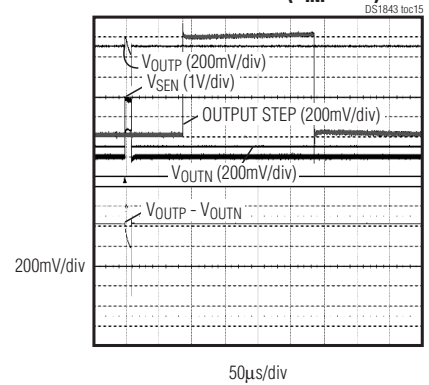 DS1843 toc15
VOUTP (200mV/div)
VSEN (1V/div)
OUTPUT STEP (200mV/div)
VOUTN (200mV/div)
VOUTP - VOUTN
200mV/div
50µs/div